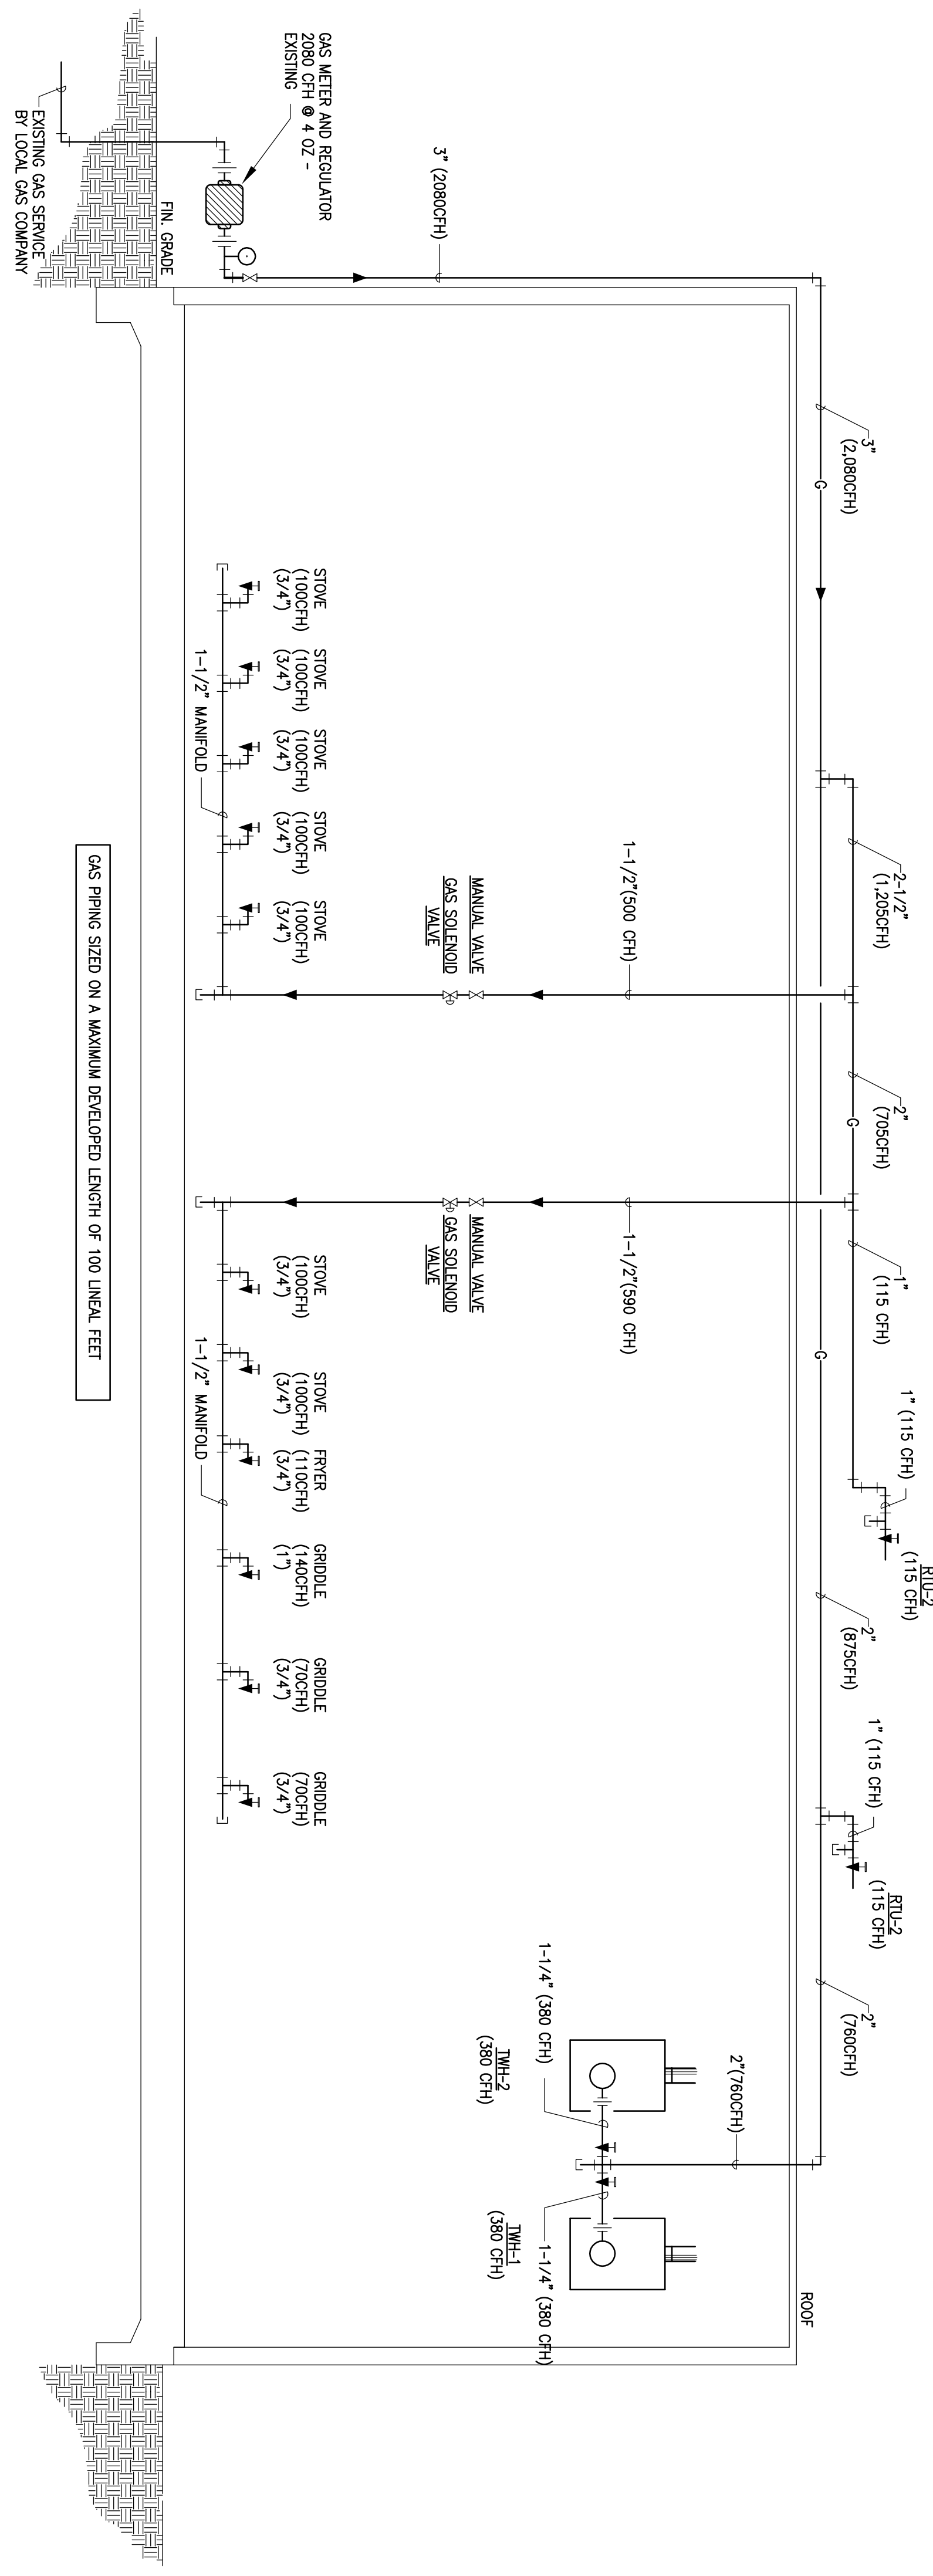 GAS METER AND REGULATOR
2080 CFH @ 4 OZ -
EXISTING
EXISTING GAS SERVICE
BY LOCAL GAS COMPANY
FIN. GRADE
3" (2080CFH)
3"
(2,080CFH)
G
2-1/2"
(1,205CFH)
2"
(705CFH)
G
1"
(115 CFH)
1" (115 CFH)
RTU-2
(115 CFH)
G
2"
(875CFH)
1" (115 CFH)
RTU-2
(115 CFH)
2"
(760CFH)
ROOF
1-1/2"(500 CFH)
MANUAL VALVE
GAS SOLENOID
VALVE
1-1/2"(590 CFH)
MANUAL VALVE
GAS SOLENOID
VALVE
2"(760CFH)
1-1/4" (380 CFH)
TWH-2
(380 CFH)
1-1/4" (380 CFH)
TWH-1
(380 CFH)
STOVE
(100CFH)
(3/4")
STOVE
(100CFH)
(3/4")
STOVE
(100CFH)
(3/4")
STOVE
(100CFH)
(3/4")
STOVE
(100CFH)
(3/4")
1-1/2" MANIFOLD
STOVE
(100CFH)
(3/4")
STOVE
(100CFH)
(3/4")
FRYER
(110CFH)
(3/4")
GRIDDLE
(140CFH)
(1")
GRIDDLE
(70CFH)
(3/4")
GRIDDLE
(70CFH)
(3/4")
1-1/2" MANIFOLD
GAS PIPING SIZED ON A MAXIMUM DEVELOPED LENGTH OF 100 LINEAL FEET